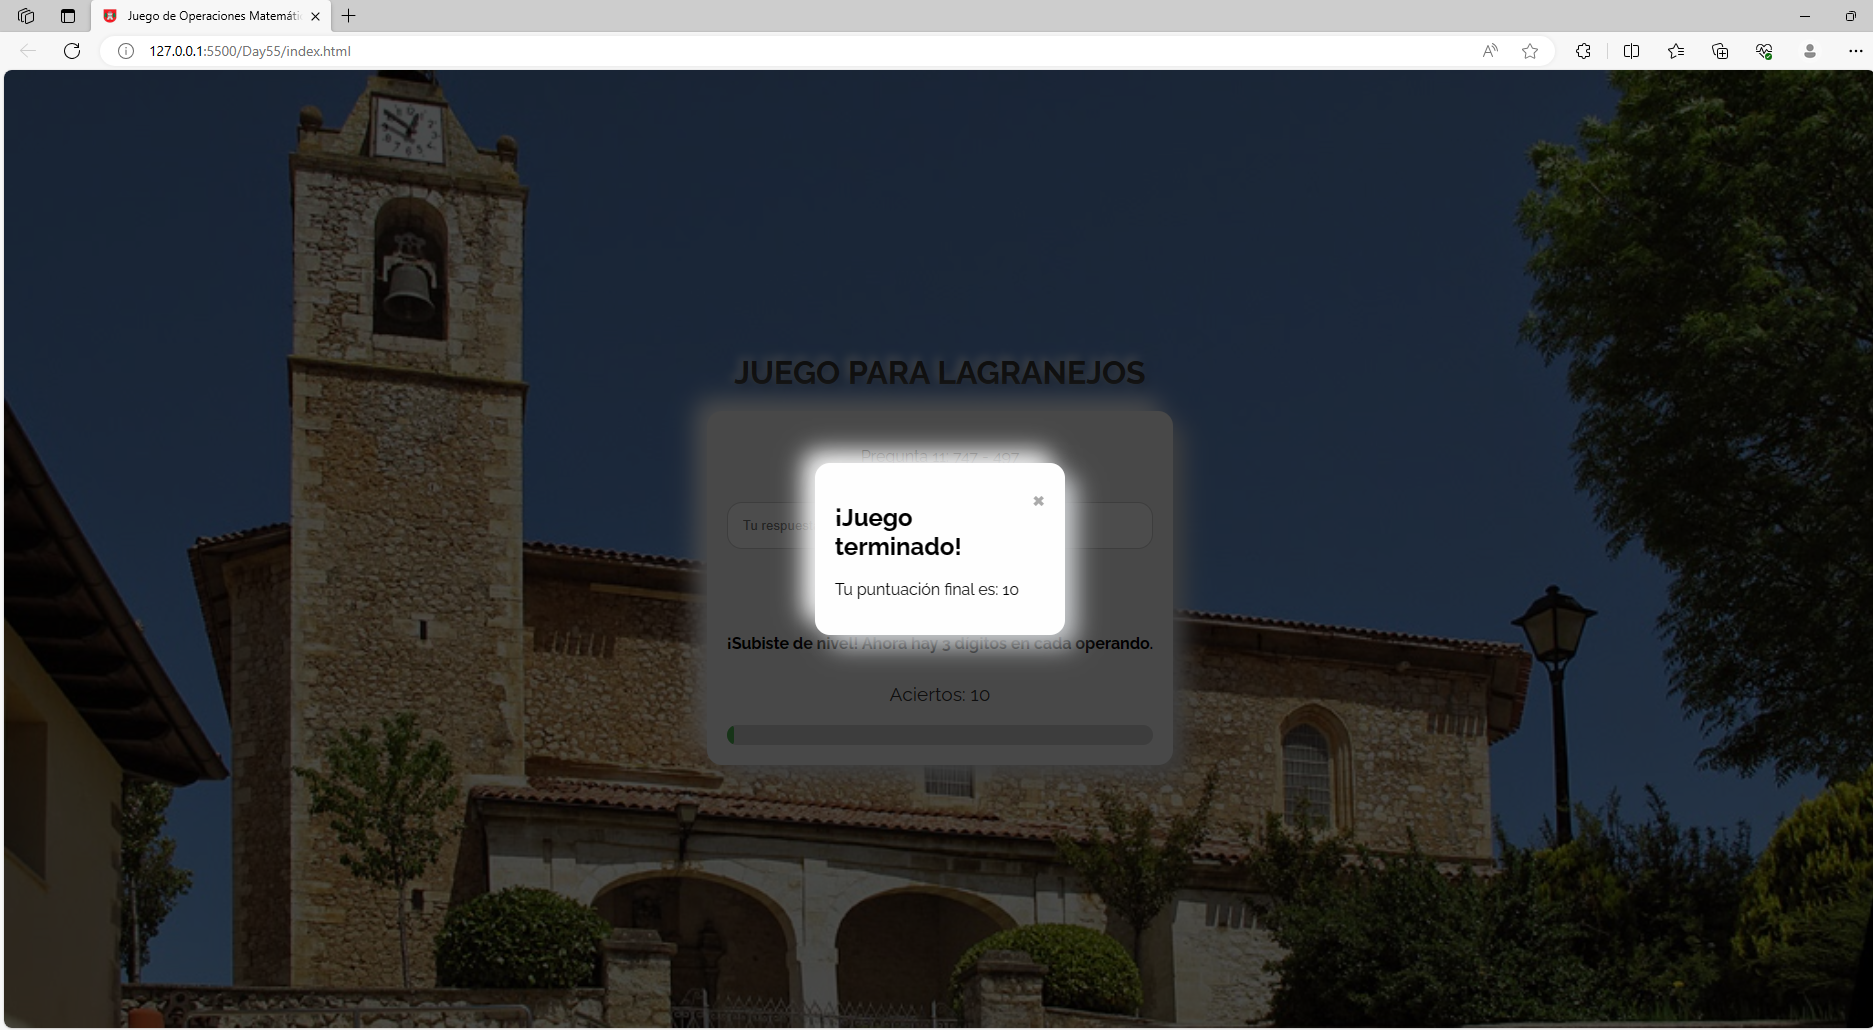 Juego de Operaciones Matemáti
127.0.0.1:5500/Day55/index.html
JUEGO PARA LAGRANEJOS
Pregunta 11: 747 - 497
Tu respues
¡Juego
terminado!
Tu puntuación final es: 10
¡Subiste de nivel! Ahora hay 3 dígitos en cada operando.
Aciertos: 10